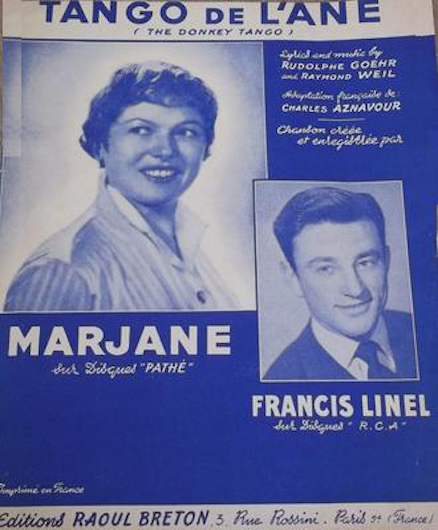 TANGO DE L'ANE
( THE DONKEY TANGO )
Lyrics and music by
RUDOLPHE GOEHR
and RAYMOND WEIL
Adaptation française de:
CHARLES AZNAVOUR
Chanson créée
et enregistrée par
MARJANE
sur Disques "PATHÉ"
FRANCIS LINEL
sur Disques " R.C.A"
Imprimé en France
Editions RAOUL BRETON, 3, Rue Rossini. Paris 9e (France)